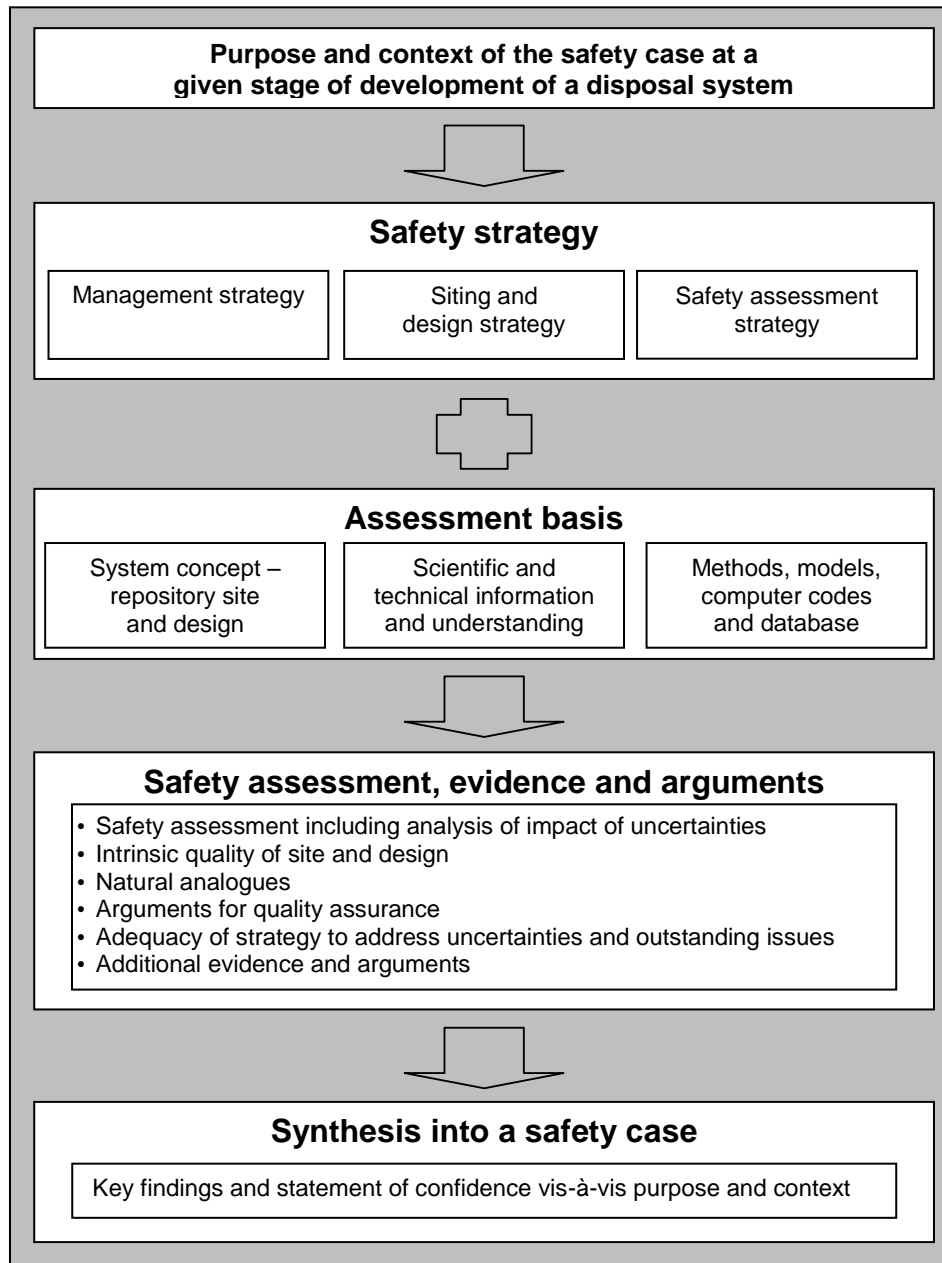 Purpose and context of the safety case at a
given stage of development of a disposal system
Safety strategy
Management strategy
Siting and
design strategy
Safety assessment
strategy
Assessment basis
System concept –
repository site
and design
Scientific and
technical information
and understanding
Methods, models,
computer codes
and database
Safety assessment, evidence and arguments
• Safety assessment including analysis of impact of uncertainties
• Intrinsic quality of site and design
• Natural analogues
• Arguments for quality assurance
• Adequacy of strategy to address uncertainties and outstanding issues
• Additional evidence and arguments
Synthesis into a safety case
Key findings and statement of confidence vis-à-vis purpose and context